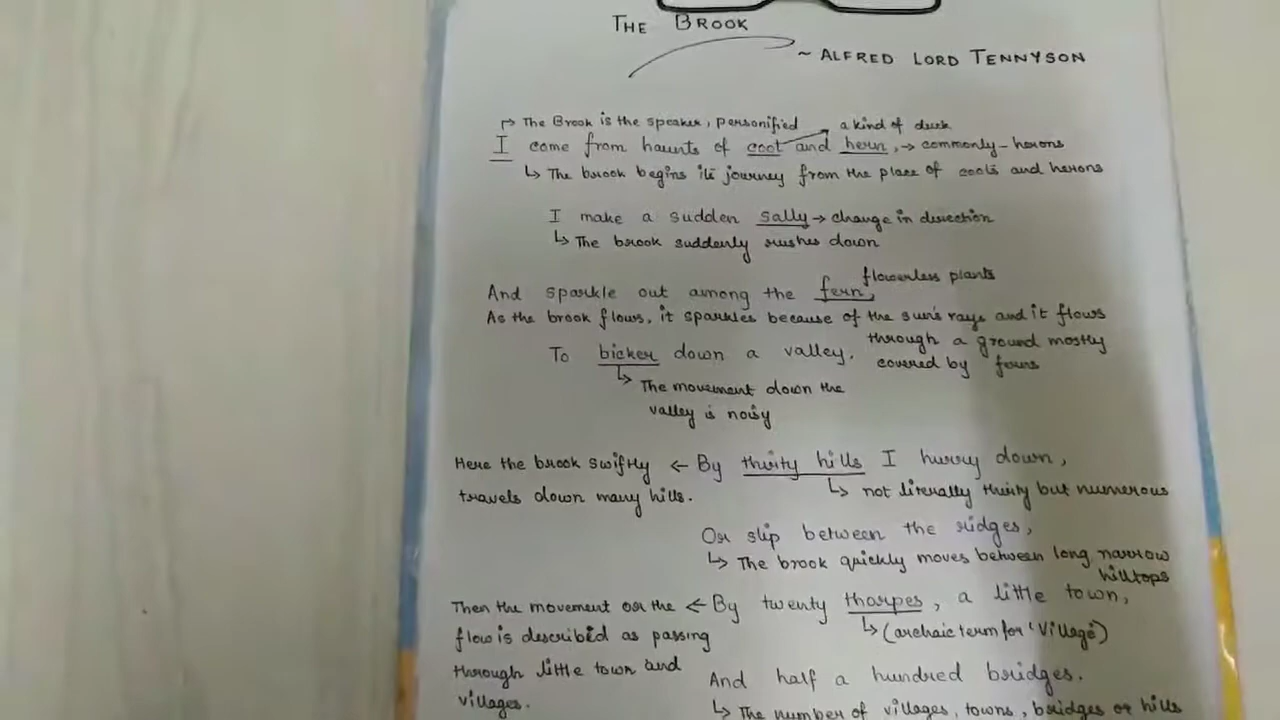 THE BROOK
~ ALFRED LORD TENNYSON
The Brook is the speaker, personified a kind of duck
I come from haunts of coot and hern, → commonly - herons
↳ The brook begins its journey from the place of coots and herons
I make a sudden sally → change in direction
↳ The brook suddenly rushes down
flowerless plants
And sparkle out among the fern,
As the brook flows, it sparkles because of the sun's rays and it flows
through a ground mostly
To bicker down a valley. covered by ferns
↳ The movement down the
valley is noisy
Here the brook swiftly ← By thirty hills I hurry down,
travels down many hills. ↳ not literally thirty but numerous
Or slip between the ridges,
↳ The brook quickly moves between long narrow
hilltops
Then the movement or the ← By twenty thorpes, a little town,
flow is described as passing ↳ (archaic term for 'Village')
through little town and
villages. And half a hundred bridges.
↳ The number of villages, towns, bridges or hills